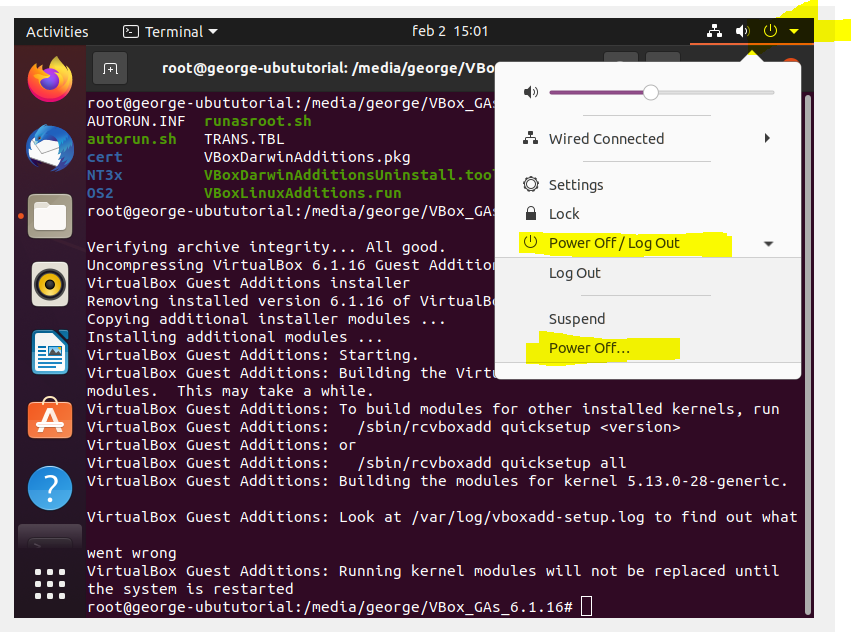 Activities
Terminal
feb 2  15:01
root@george-ubututorial: /media/george/VBo
root@george-ubututorial:/media/george/VBox_GAs
AUTORUN.INF  runasroot.sh
autorun.sh   TRANS.TBL
cert         VBoxDarwinAdditions.pkg
NT3x         VBoxDarwinAdditionsUninstall.tool
OS2          VBoxLinuxAdditions.run
root@george-ubututorial:/media/george/VBox_GAs
Verifying archive integrity... All good.
Uncompressing VirtualBox 6.1.16 Guest Addition
VirtualBox Guest Additions installer
Removing installed version 6.1.16 of VirtualBo
Copying additional installer modules ...
Installing additional modules ...
VirtualBox Guest Additions: Starting.
VirtualBox Guest Additions: Building the Virtu
modules.  This may take a while.
VirtualBox Guest Additions: To build modules for other installed kernels, run
VirtualBox Guest Additions:   /sbin/rcvboxadd quicksetup <version>
VirtualBox Guest Additions: or
VirtualBox Guest Additions:   /sbin/rcvboxadd quicksetup all
VirtualBox Guest Additions: Building the modules for kernel 5.13.0-28-generic.
VirtualBox Guest Additions: Look at /var/log/vboxadd-setup.log to find out what
went wrong
VirtualBox Guest Additions: Running kernel modules will not be replaced until
the system is restarted
root@george-ubututorial:/media/george/VBox_GAs_6.1.16#
Wired Connected
Settings
Lock
Power Off / Log Out
Log Out
Suspend
Power Off...